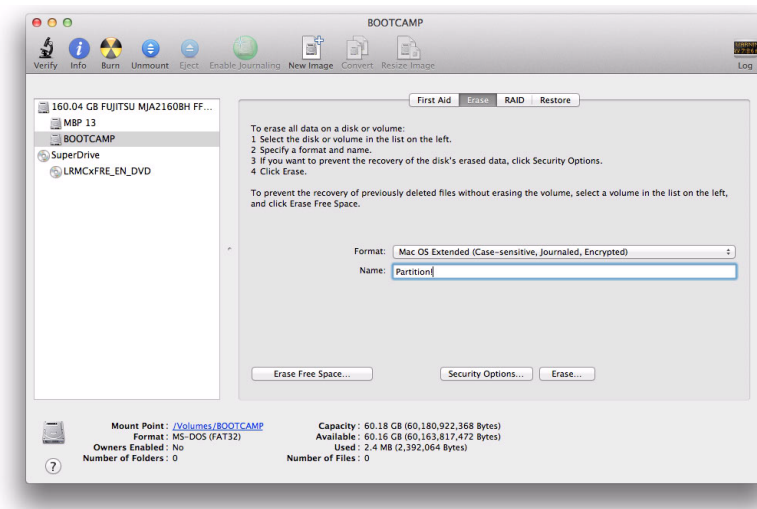 BOOTCAMP
Verify Info Burn Unmount Eject Enable Journaling New Image Convert Resize Image Log
First Aid Erase RAID Restore
160.04 GB FUJITSU MJA2160BH FF...
MBP 13
BOOTCAMP
SuperDrive
LRMCxFRE_EN_DVD
To erase all data on a disk or volume:
1 Select the disk or volume in the list on the left.
2 Specify a format and name.
3 If you want to prevent the recovery of the disk's erased data, click Security Options.
4 Click Erase.
To prevent the recovery of previously deleted files without erasing the volume, select a volume in the list on the left,
and click Erase Free Space.
Format: Mac OS Extended (Case-sensitive, Journaled, Encrypted)
Name: Partition!
Erase Free Space... Security Options... Erase...
Mount Point : /Volumes/BOOTCAMP Capacity : 60.18 GB (60,180,922,368 Bytes)
Format : MS-DOS (FAT32) Available : 60.16 GB (60,163,817,472 Bytes)
Owners Enabled : No Used : 2.4 MB (2,392,064 Bytes)
Number of Folders : 0 Number of Files : 0
?